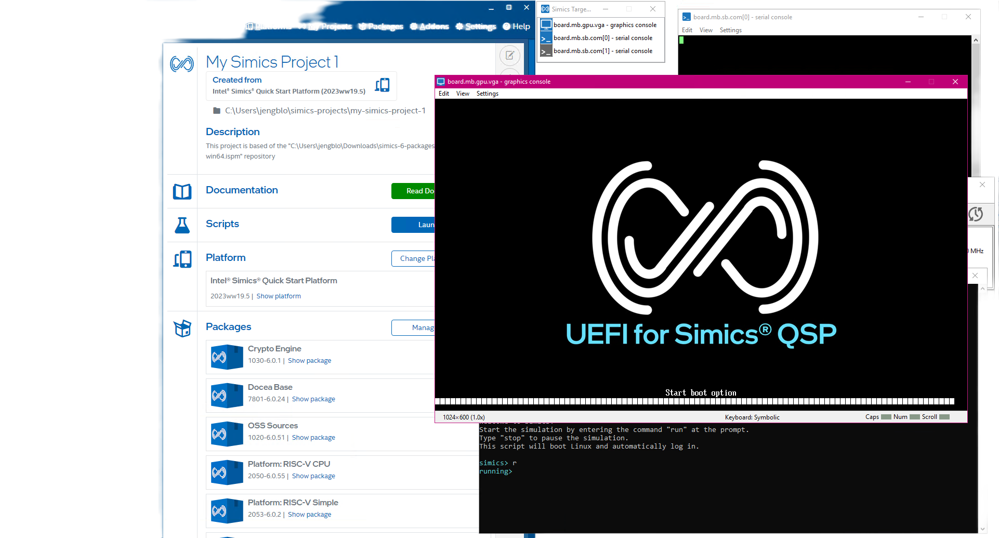 Platforms My Projects Packages Addons Settings Help
My Simics Project 1
Created from
Intel® Simics® Quick Start Platform (2023ww19.5)
C:\Users\jengblo\simics-projects\my-simics-project-1
Description
This project is based of the "C:\Users\jengblo\Downloads\simics-6-packages
win64.ispm" repository
Documentation
Read Do
Scripts
Laun
Platform
Change Pla
Intel® Simics® Quick Start Platform
2023ww19.5 | Show platform
Packages
Manag
Crypto Engine
1030-6.0.1 | Show package
Docea Base
7801-6.0.24 | Show package
OSS Sources
1020-6.0.51 | Show package
Platform: RISC-V CPU
2050-6.0.55 | Show package
Platform: RISC-V Simple
2053-6.0.2 | Show package
Simics Targe...
board.mb.gpu.vga - graphics console
board.mb.sb.com[0] - serial console
board.mb.sb.com[1] - serial console
board.mb.sb.com[0] - serial console
Edit View Settings
board.mb.gpu.vga - graphics console
Edit View Settings
UEFI for Simics® QSP
Start boot option
1024×600 (1.0x) Keyboard: Symbolic Caps Num Scroll
0 MHz
Welcome to Simics!
Start the simulation by entering the command "run" at the prompt.
Type "stop" to pause the simulation.
This script will boot Linux and automatically log in.
simics> r
running>